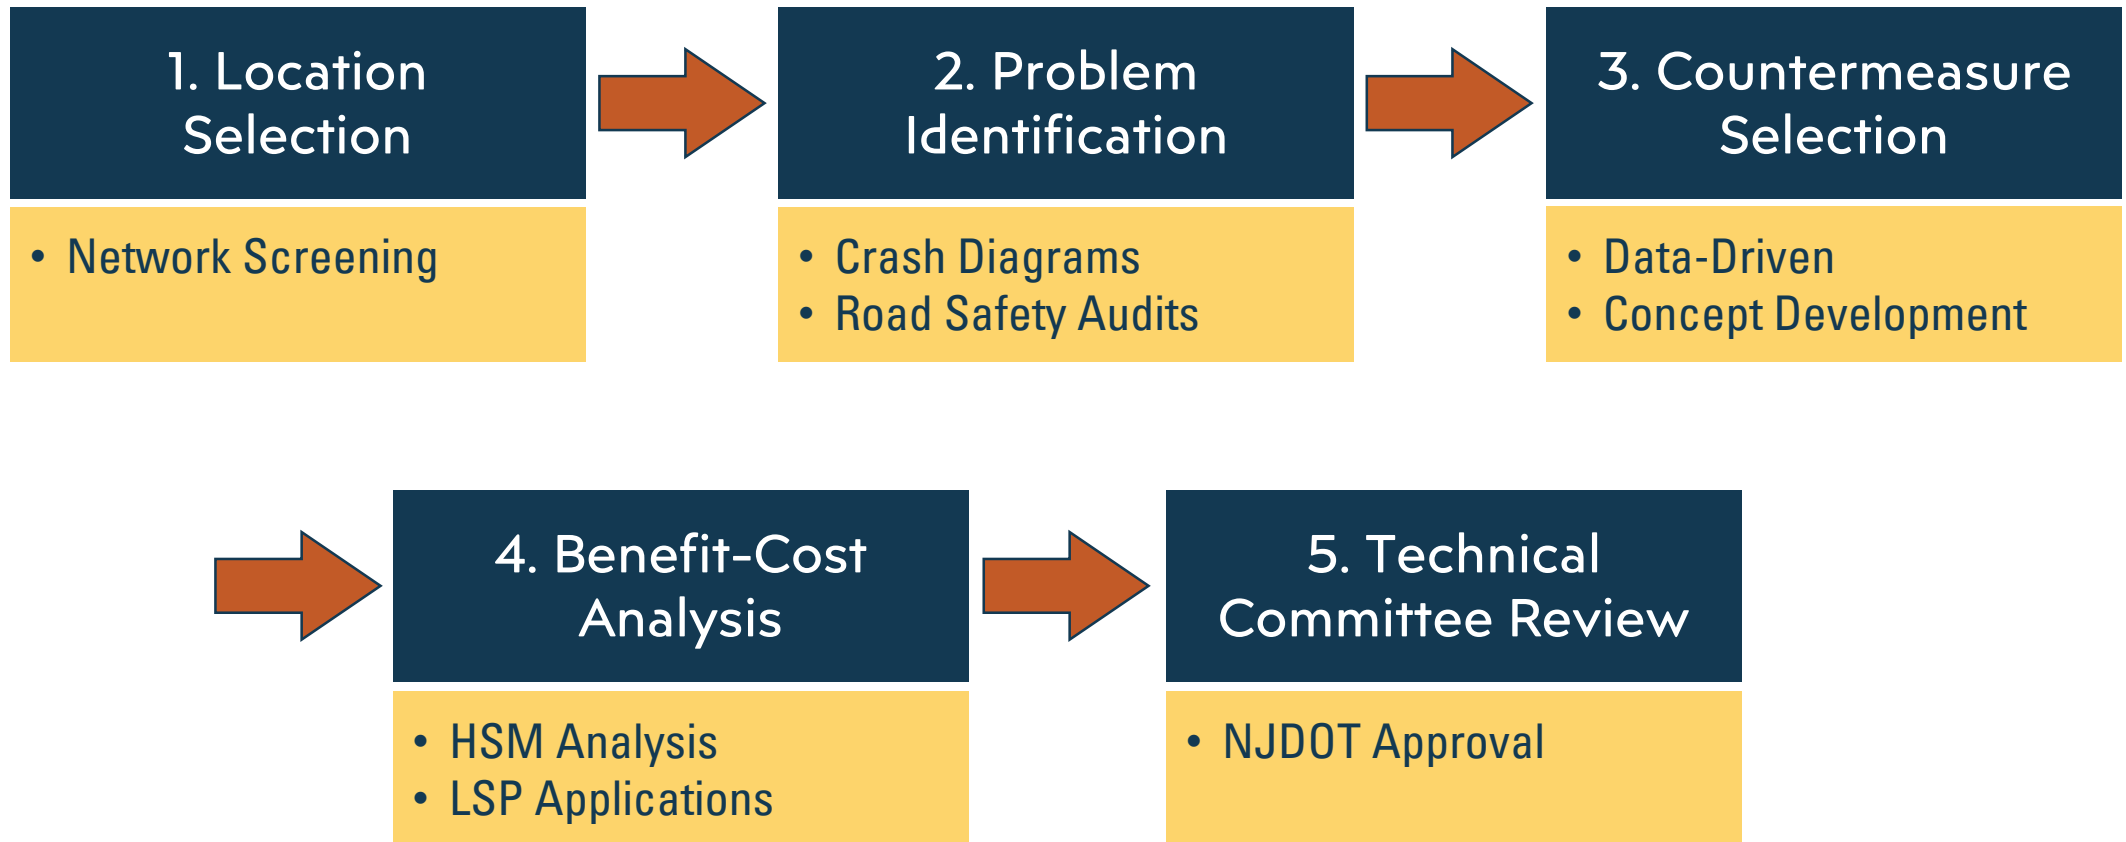 1. Location
Selection
• Network Screening
2. Problem
Identification
• Crash Diagrams
• Road Safety Audits
3. Countermeasure
Selection
• Data-Driven
• Concept Development
4. Benefit-Cost
Analysis
• HSM Analysis
• LSP Applications
5. Technical
Committee Review
• NJDOT Approval